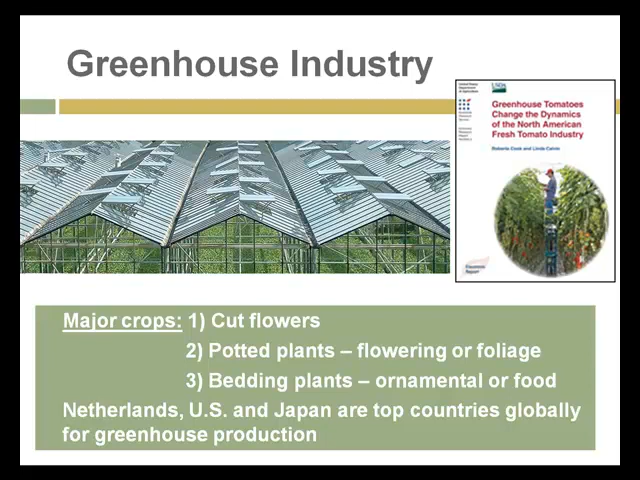 Greenhouse Industry
USDA
Greenhouse Tomatoes
Change the Dynamics
of the North American
Fresh Tomato Industry
Roberta Cook and Linda Calvin
Major crops: 1) Cut flowers
2) Potted plants – flowering or foliage
3) Bedding plants – ornamental or food
Netherlands, U.S. and Japan are top countries globally
for greenhouse production